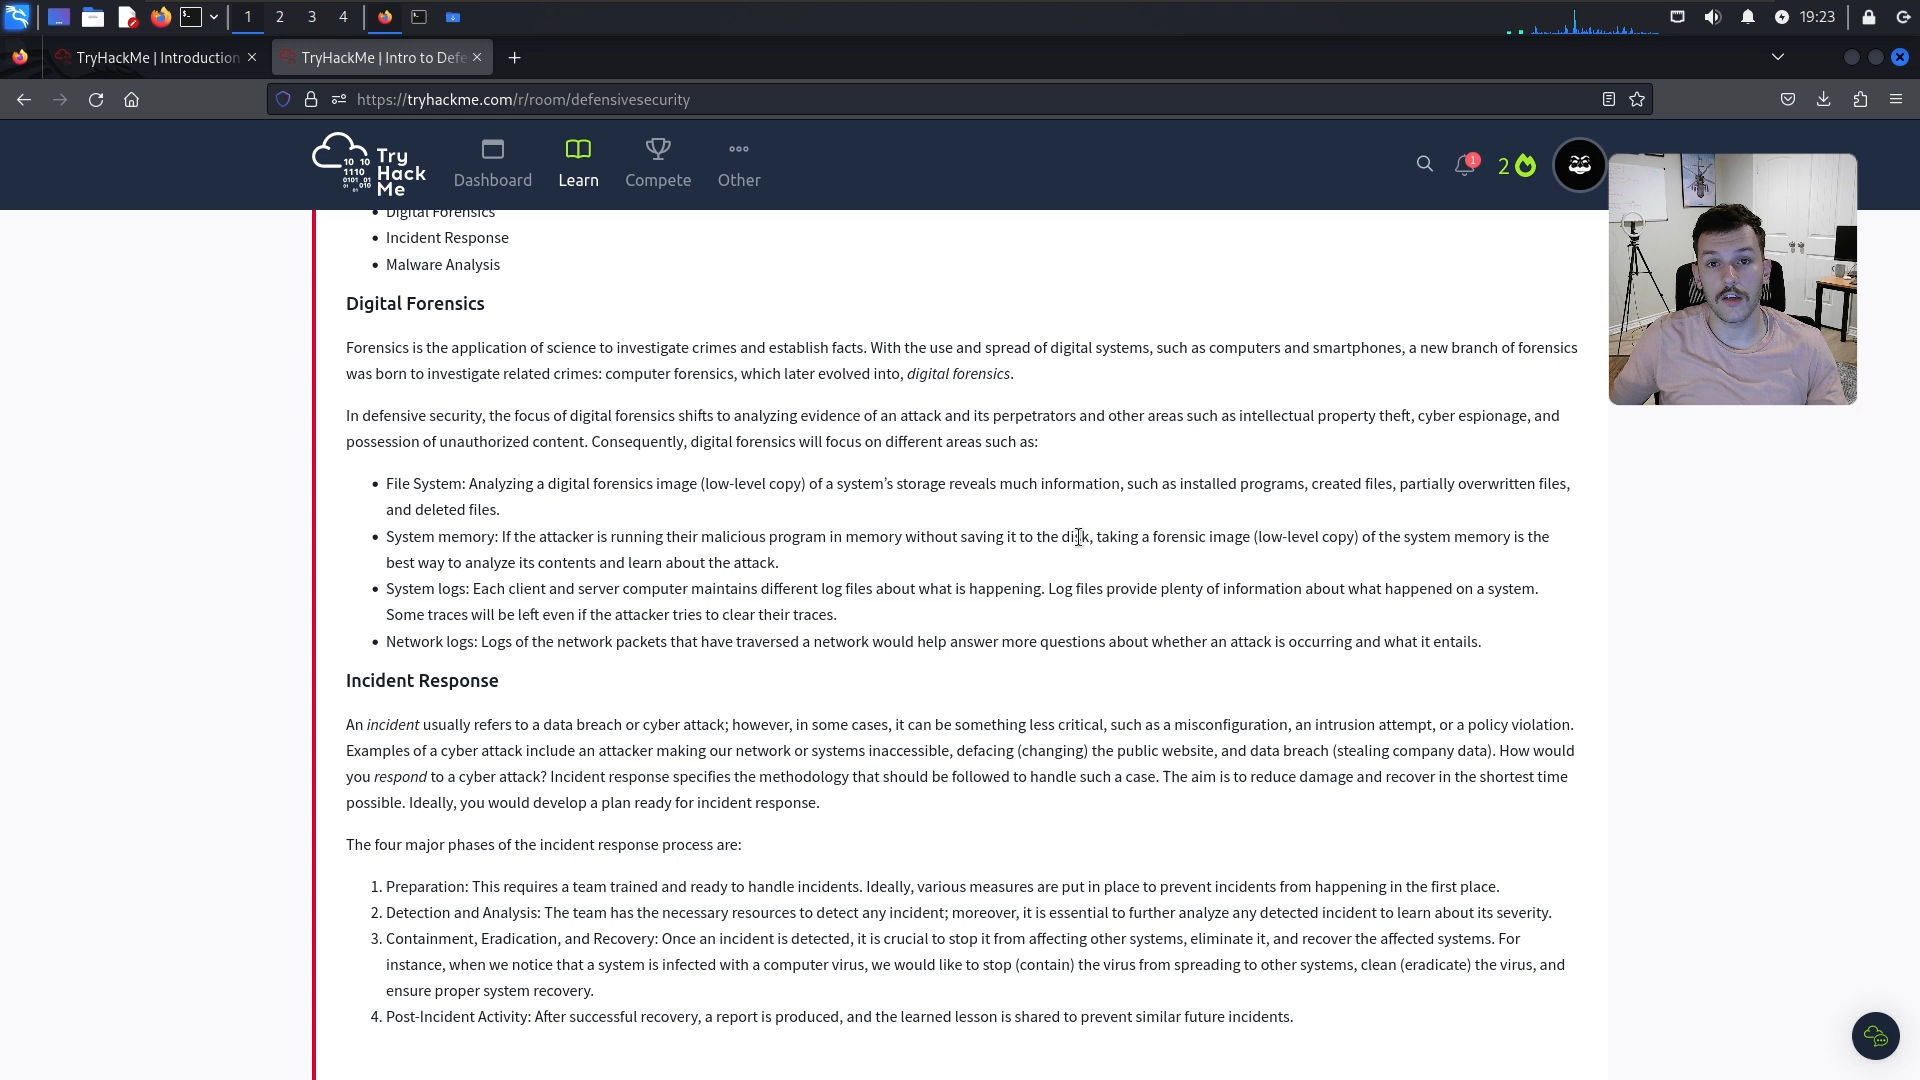 1 2 3 4 19:23
TryHackMe | Introduction TryHackMe | Intro to Defe
https://tryhackme.com/r/room/defensivesecurity
10 10
1110
0101
01
010
01
Try
Hack
Me
Dashboard Learn Compete Other 1 2
• Digital Forensics
• Incident Response
• Malware Analysis
Digital Forensics
Forensics is the application of science to investigate crimes and establish facts. With the use and spread of digital systems, such as computers and smartphones, a new branch of forensics
was born to investigate related crimes: computer forensics, which later evolved into, digital forensics.
In defensive security, the focus of digital forensics shifts to analyzing evidence of an attack and its perpetrators and other areas such as intellectual property theft, cyber espionage, and
possession of unauthorized content. Consequently, digital forensics will focus on different areas such as:
• File System: Analyzing a digital forensics image (low-level copy) of a system’s storage reveals much information, such as installed programs, created files, partially overwritten files,
and deleted files.
• System memory: If the attacker is running their malicious program in memory without saving it to the disk, taking a forensic image (low-level copy) of the system memory is the
best way to analyze its contents and learn about the attack.
• System logs: Each client and server computer maintains different log files about what is happening. Log files provide plenty of information about what happened on a system.
Some traces will be left even if the attacker tries to clear their traces.
• Network logs: Logs of the network packets that have traversed a network would help answer more questions about whether an attack is occurring and what it entails.
Incident Response
An incident usually refers to a data breach or cyber attack; however, in some cases, it can be something less critical, such as a misconfiguration, an intrusion attempt, or a policy violation.
Examples of a cyber attack include an attacker making our network or systems inaccessible, defacing (changing) the public website, and data breach (stealing company data). How would
you respond to a cyber attack? Incident response specifies the methodology that should be followed to handle such a case. The aim is to reduce damage and recover in the shortest time
possible. Ideally, you would develop a plan ready for incident response.
The four major phases of the incident response process are:
1. Preparation: This requires a team trained and ready to handle incidents. Ideally, various measures are put in place to prevent incidents from happening in the first place.
2. Detection and Analysis: The team has the necessary resources to detect any incident; moreover, it is essential to further analyze any detected incident to learn about its severity.
3. Containment, Eradication, and Recovery: Once an incident is detected, it is crucial to stop it from affecting other systems, eliminate it, and recover the affected systems. For
instance, when we notice that a system is infected with a computer virus, we would like to stop (contain) the virus from spreading to other systems, clean (eradicate) the virus, and
ensure proper system recovery.
4. Post-Incident Activity: After successful recovery, a report is produced, and the learned lesson is shared to prevent similar future incidents.